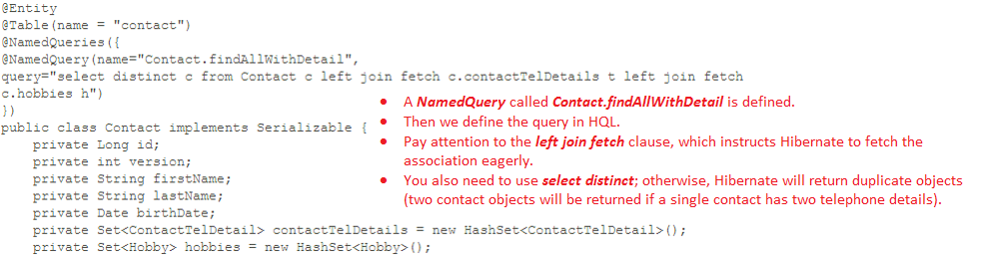 @Entity
@Table(name = "contact")
@NamedQueries({
@NamedQuery(name="Contact.findAllWithDetail",
query="select distinct c from Contact c left join fetch c.contactTelDetails t left join fetch
c.hobbies h")
})
public class Contact implements Serializable {
private Long id;
private int version;
private String firstName;
private String lastName;
private Date birthDate;
private Set<ContactTelDetail> contactTelDetails = new HashSet<ContactTelDetail>();
private Set<Hobby> hobbies = new HashSet<Hobby>();
• A NamedQuery called Contact.findAllWithDetail is defined.
• Then we define the query in HQL.
• Pay attention to the left join fetch clause, which instructs Hibernate to fetch the
association eagerly.
• You also need to use select distinct; otherwise, Hibernate will return duplicate objects
(two contact objects will be returned if a single contact has two telephone details).